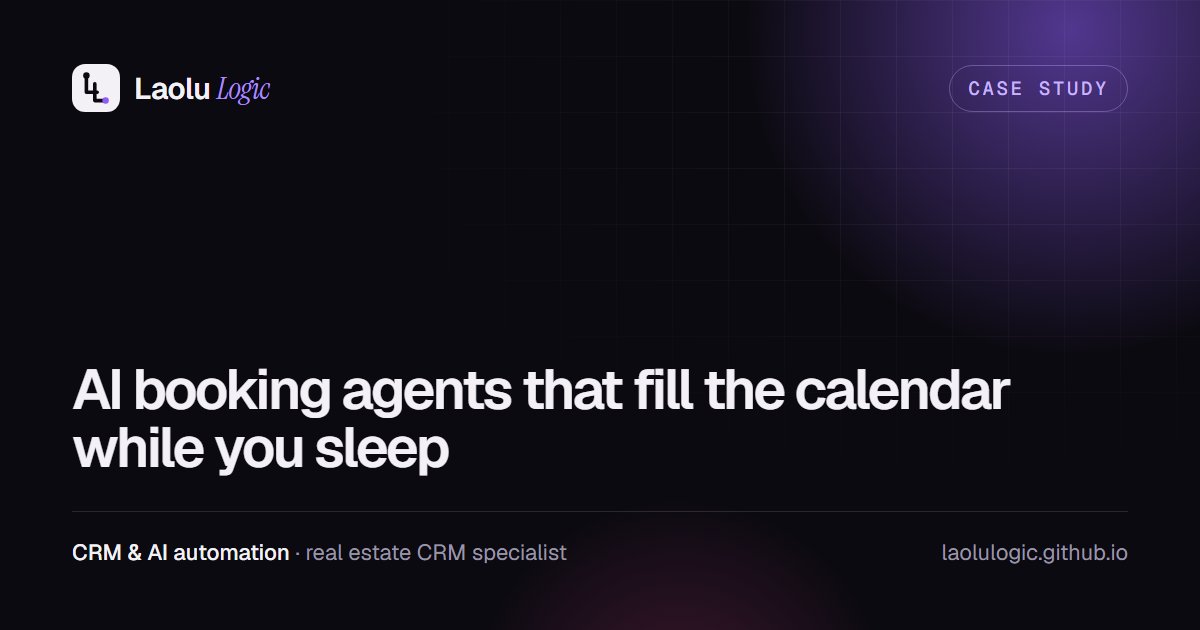 Laolu Logic
CASE STUDY
AI booking agents that fill the calendar
while you sleep
CRM & AI automation · real estate CRM specialist
laolulogic.github.io